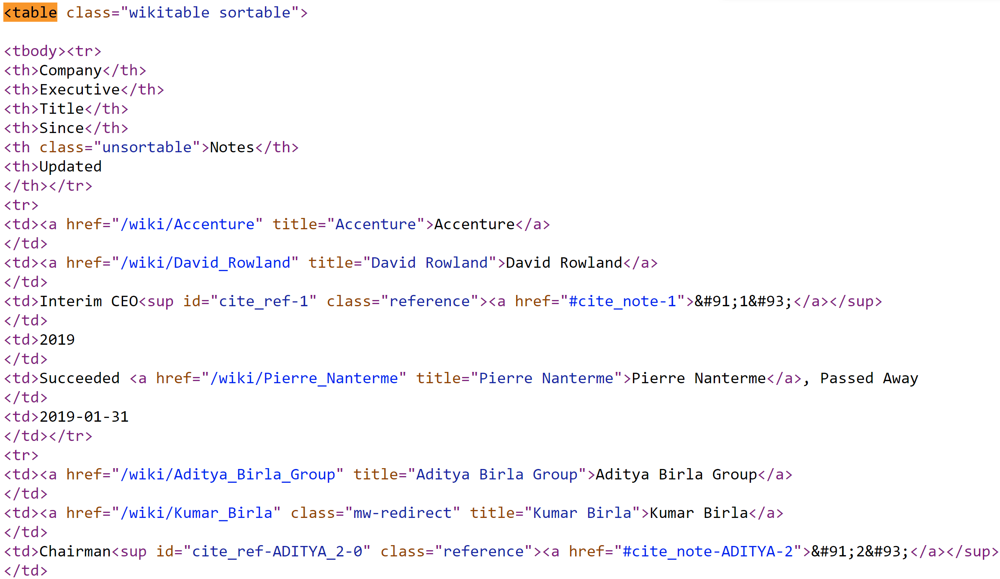 <table class="wikitable sortable">
<tbody><tr>
<th>Company</th>
<th>Executive</th>
<th>Title</th>
<th>Since</th>
<th class="unsortable">Notes</th>
<th>Updated
</th></tr>
<tr>
<td><a href="/wiki/Accenture" title="Accenture">Accenture</a>
</td>
<td><a href="/wiki/David_Rowland" title="David Rowland">David Rowland</a>
</td>
<td>Interim CEO<sup id="cite_ref-1" class="reference"><a href="#cite_note-1">&#91;1&#93;</a></sup>
</td>
<td>2019
</td>
<td>Succeeded <a href="/wiki/Pierre_Nanterme" title="Pierre Nanterme">Pierre Nanterme</a>, Passed Away
</td>
<td>2019-01-31
</td></tr>
<tr>
<td><a href="/wiki/Aditya_Birla_Group" title="Aditya Birla Group">Aditya Birla Group</a>
</td>
<td><a href="/wiki/Kumar_Birla" class="mw-redirect" title="Kumar Birla">Kumar Birla</a>
</td>
<td>Chairman<sup id="cite_ref-ADITYA_2-0" class="reference"><a href="#cite_note-ADITYA-2">&#91;2&#93;</a></sup>
</td>